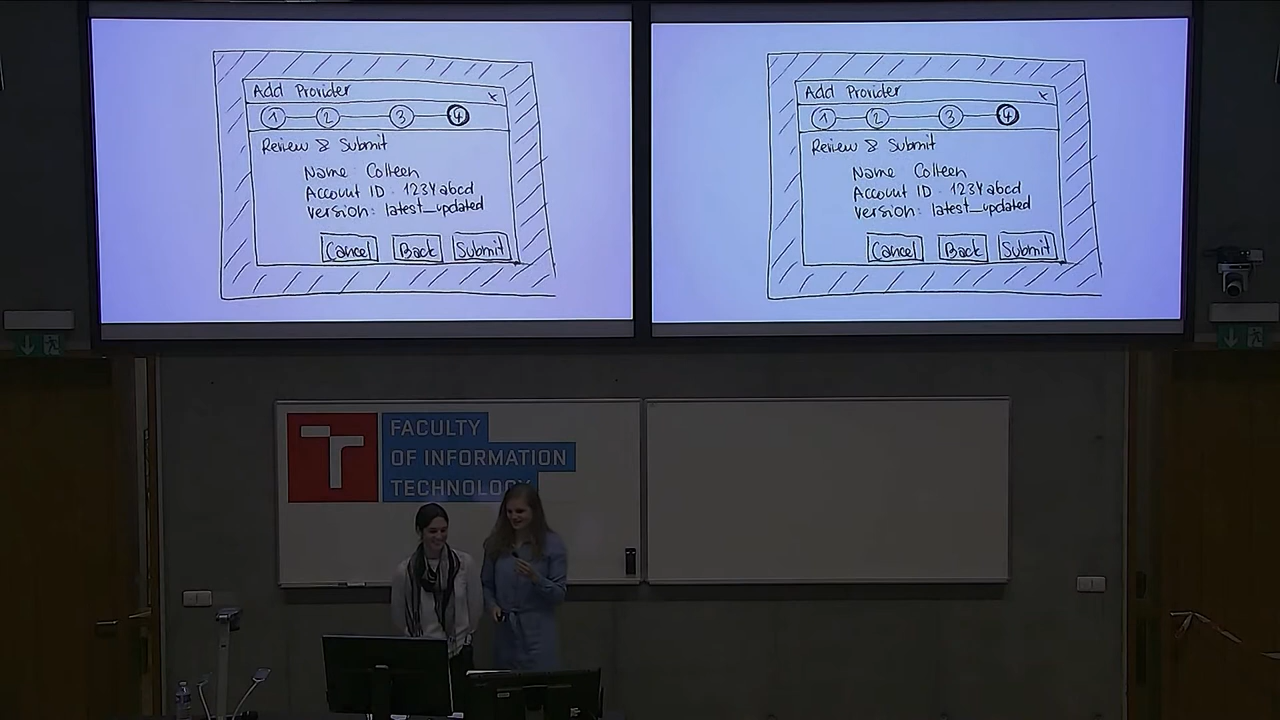 Add Provider x
1 2 3 4
Review & Submit
Name : Colleen
Account ID : 1234abcd
Version : latest_updated
Cancel Back Submit
Add Provider x
1 2 3 4
Review & Submit
Name : Colleen
Account ID : 1234abcd
Version : latest_updated
Cancel Back Submit
T FACULTY
OF INFORMATION
TECHNOLOGY